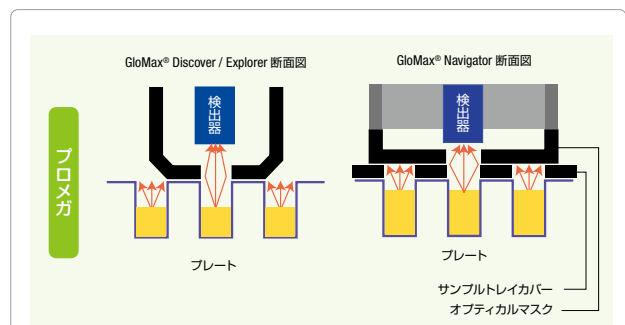 GloMax® Discover / Explorer 断面図
GloMax® Navigator 断面図
プロメガ
検出器
検出器
プレート
プレート
サンプルトレイカバー
オプティカルマスク